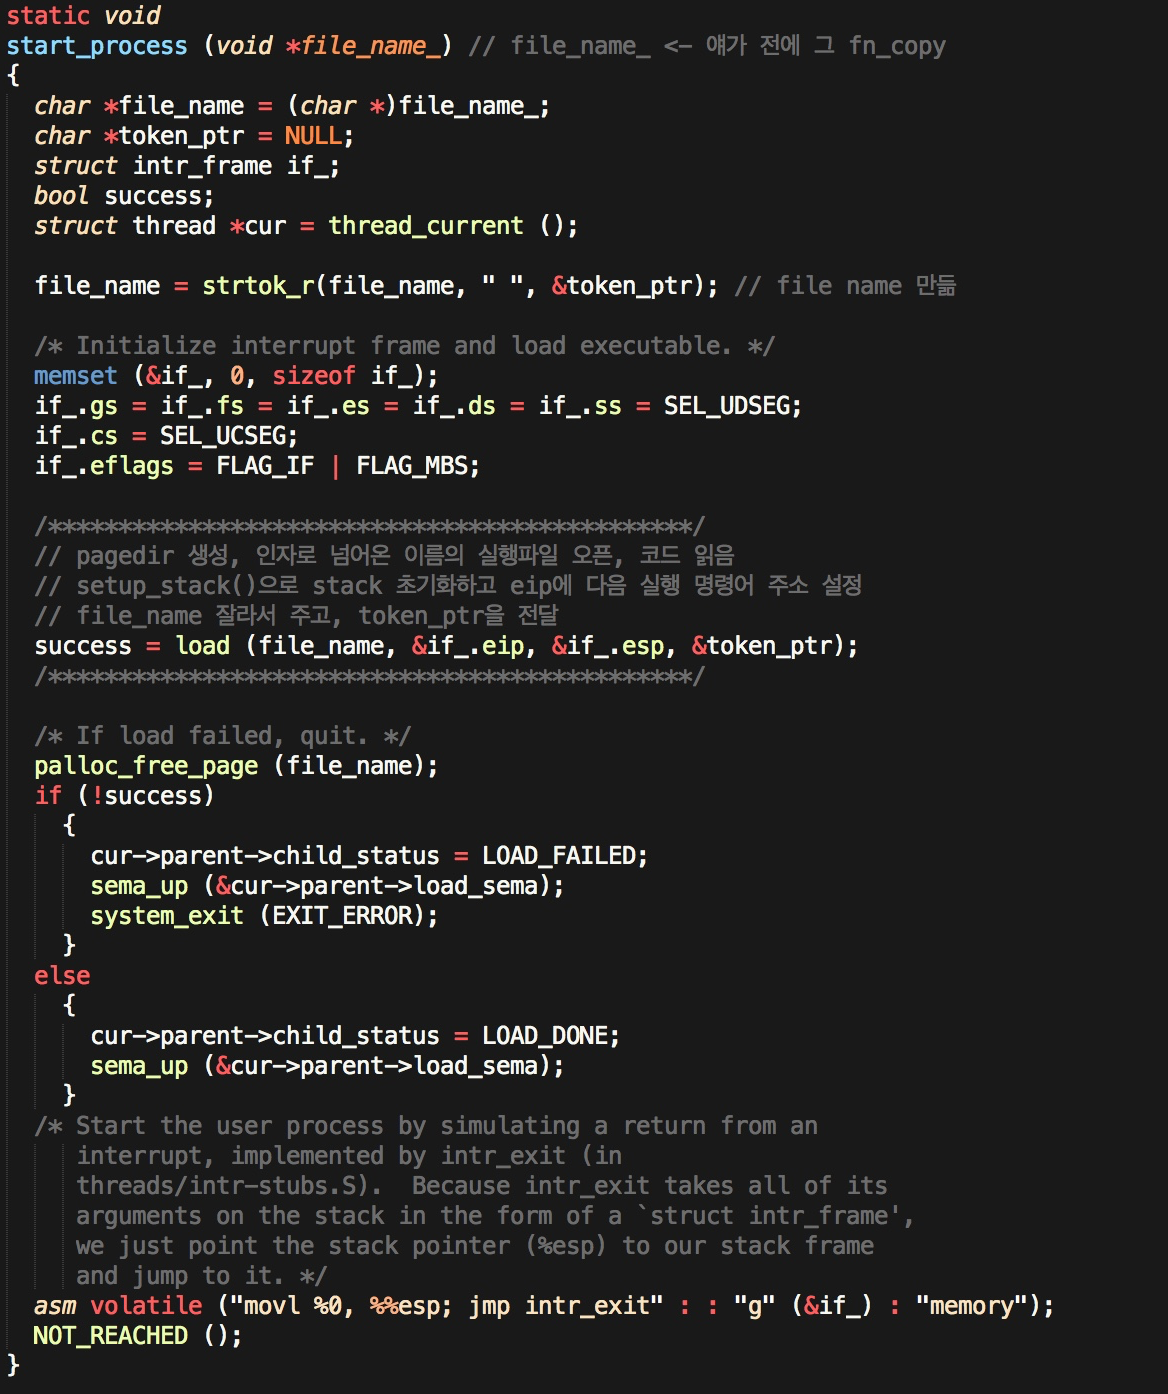 static void
start_process (void *file_name_) // file_name_ <- 얘가 전에 그 fn_copy
{
  char *file_name = (char *)file_name_;
  char *token_ptr = NULL;
  struct intr_frame if_;
  bool success;
  struct thread *cur = thread_current ();

  file_name = strtok_r(file_name, " ", &token_ptr); // file name 만듦

  /* Initialize interrupt frame and load executable. */
  memset (&if_, 0, sizeof if_);
  if_.gs = if_.fs = if_.es = if_.ds = if_.ss = SEL_UDSEG;
  if_.cs = SEL_UCSEG;
  if_.eflags = FLAG_IF | FLAG_MBS;

  /**********************************************/
  // pagedir 생성, 인자로 넘어온 이름의 실행파일 오픈, 코드 읽음
  // setup_stack()으로 stack 초기화하고 eip에 다음 실행 명령어 주소 설정
  // file_name 잘라서 주고, token_ptr을 전달
  success = load (file_name, &if_.eip, &if_.esp, &token_ptr);
  /**********************************************/

  /* If load failed, quit. */
  palloc_free_page (file_name);
  if (!success)
    {
      cur->parent->child_status = LOAD_FAILED;
      sema_up (&cur->parent->load_sema);
      system_exit (EXIT_ERROR);
    }
  else
    {
      cur->parent->child_status = LOAD_DONE;
      sema_up (&cur->parent->load_sema);
    }
  /* Start the user process by simulating a return from an
     interrupt, implemented by intr_exit (in
     threads/intr-stubs.S).  Because intr_exit takes all of its
     arguments on the stack in the form of a `struct intr_frame',
     we just point the stack pointer (%esp) to our stack frame
     and jump to it. */
  asm volatile ("movl %0, %%esp; jmp intr_exit" : : "g" (&if_) : "memory");
  NOT_REACHED ();
}